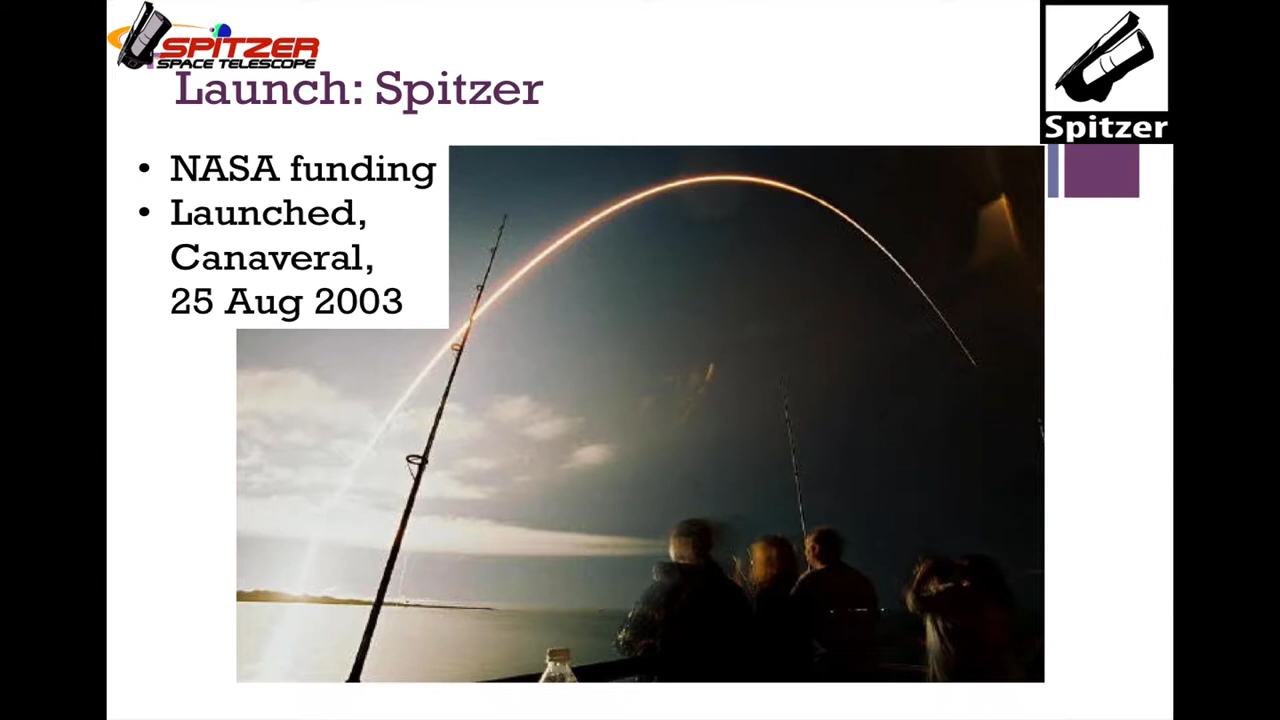 SPITZER
SPACE TELESCOPE
Launch: Spitzer
Spitzer
• NASA funding
• Launched,
Canaveral,
25 Aug 2003